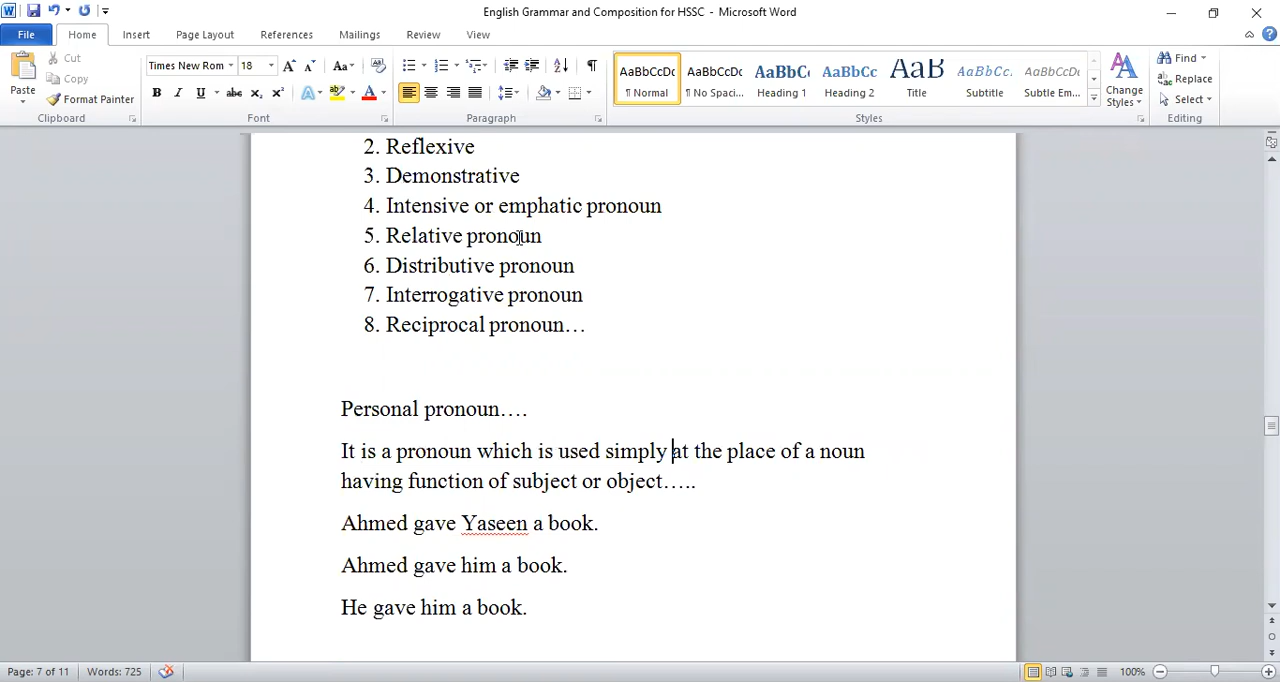 English Grammar and Composition for HSSC - Microsoft Word
File Home Insert Page Layout References Mailings Review View
Paste Cut Copy Format Painter
Times New Rom 18
AaBbCcDc AaBbCcDc AaBbC AaBbCc AaB AaBbCc. AaBbCcDc
¶ Normal ¶ No Spaci... Heading 1 Heading 2 Title Subtitle Subtle Em...
Change Styles
Find Replace Select
Clipboard Font Paragraph Styles Editing
2. Reflexive
3. Demonstrative
4. Intensive or emphatic pronoun
5. Relative pronoun
6. Distributive pronoun
7. Interrogative pronoun
8. Reciprocal pronoun…
Personal pronoun….
It is a pronoun which is used simply at the place of a noun
having function of subject or object…..
Ahmed gave Yaseen a book.
Ahmed gave him a book.
He gave him a book.
Page: 7 of 11 Words: 725 100%